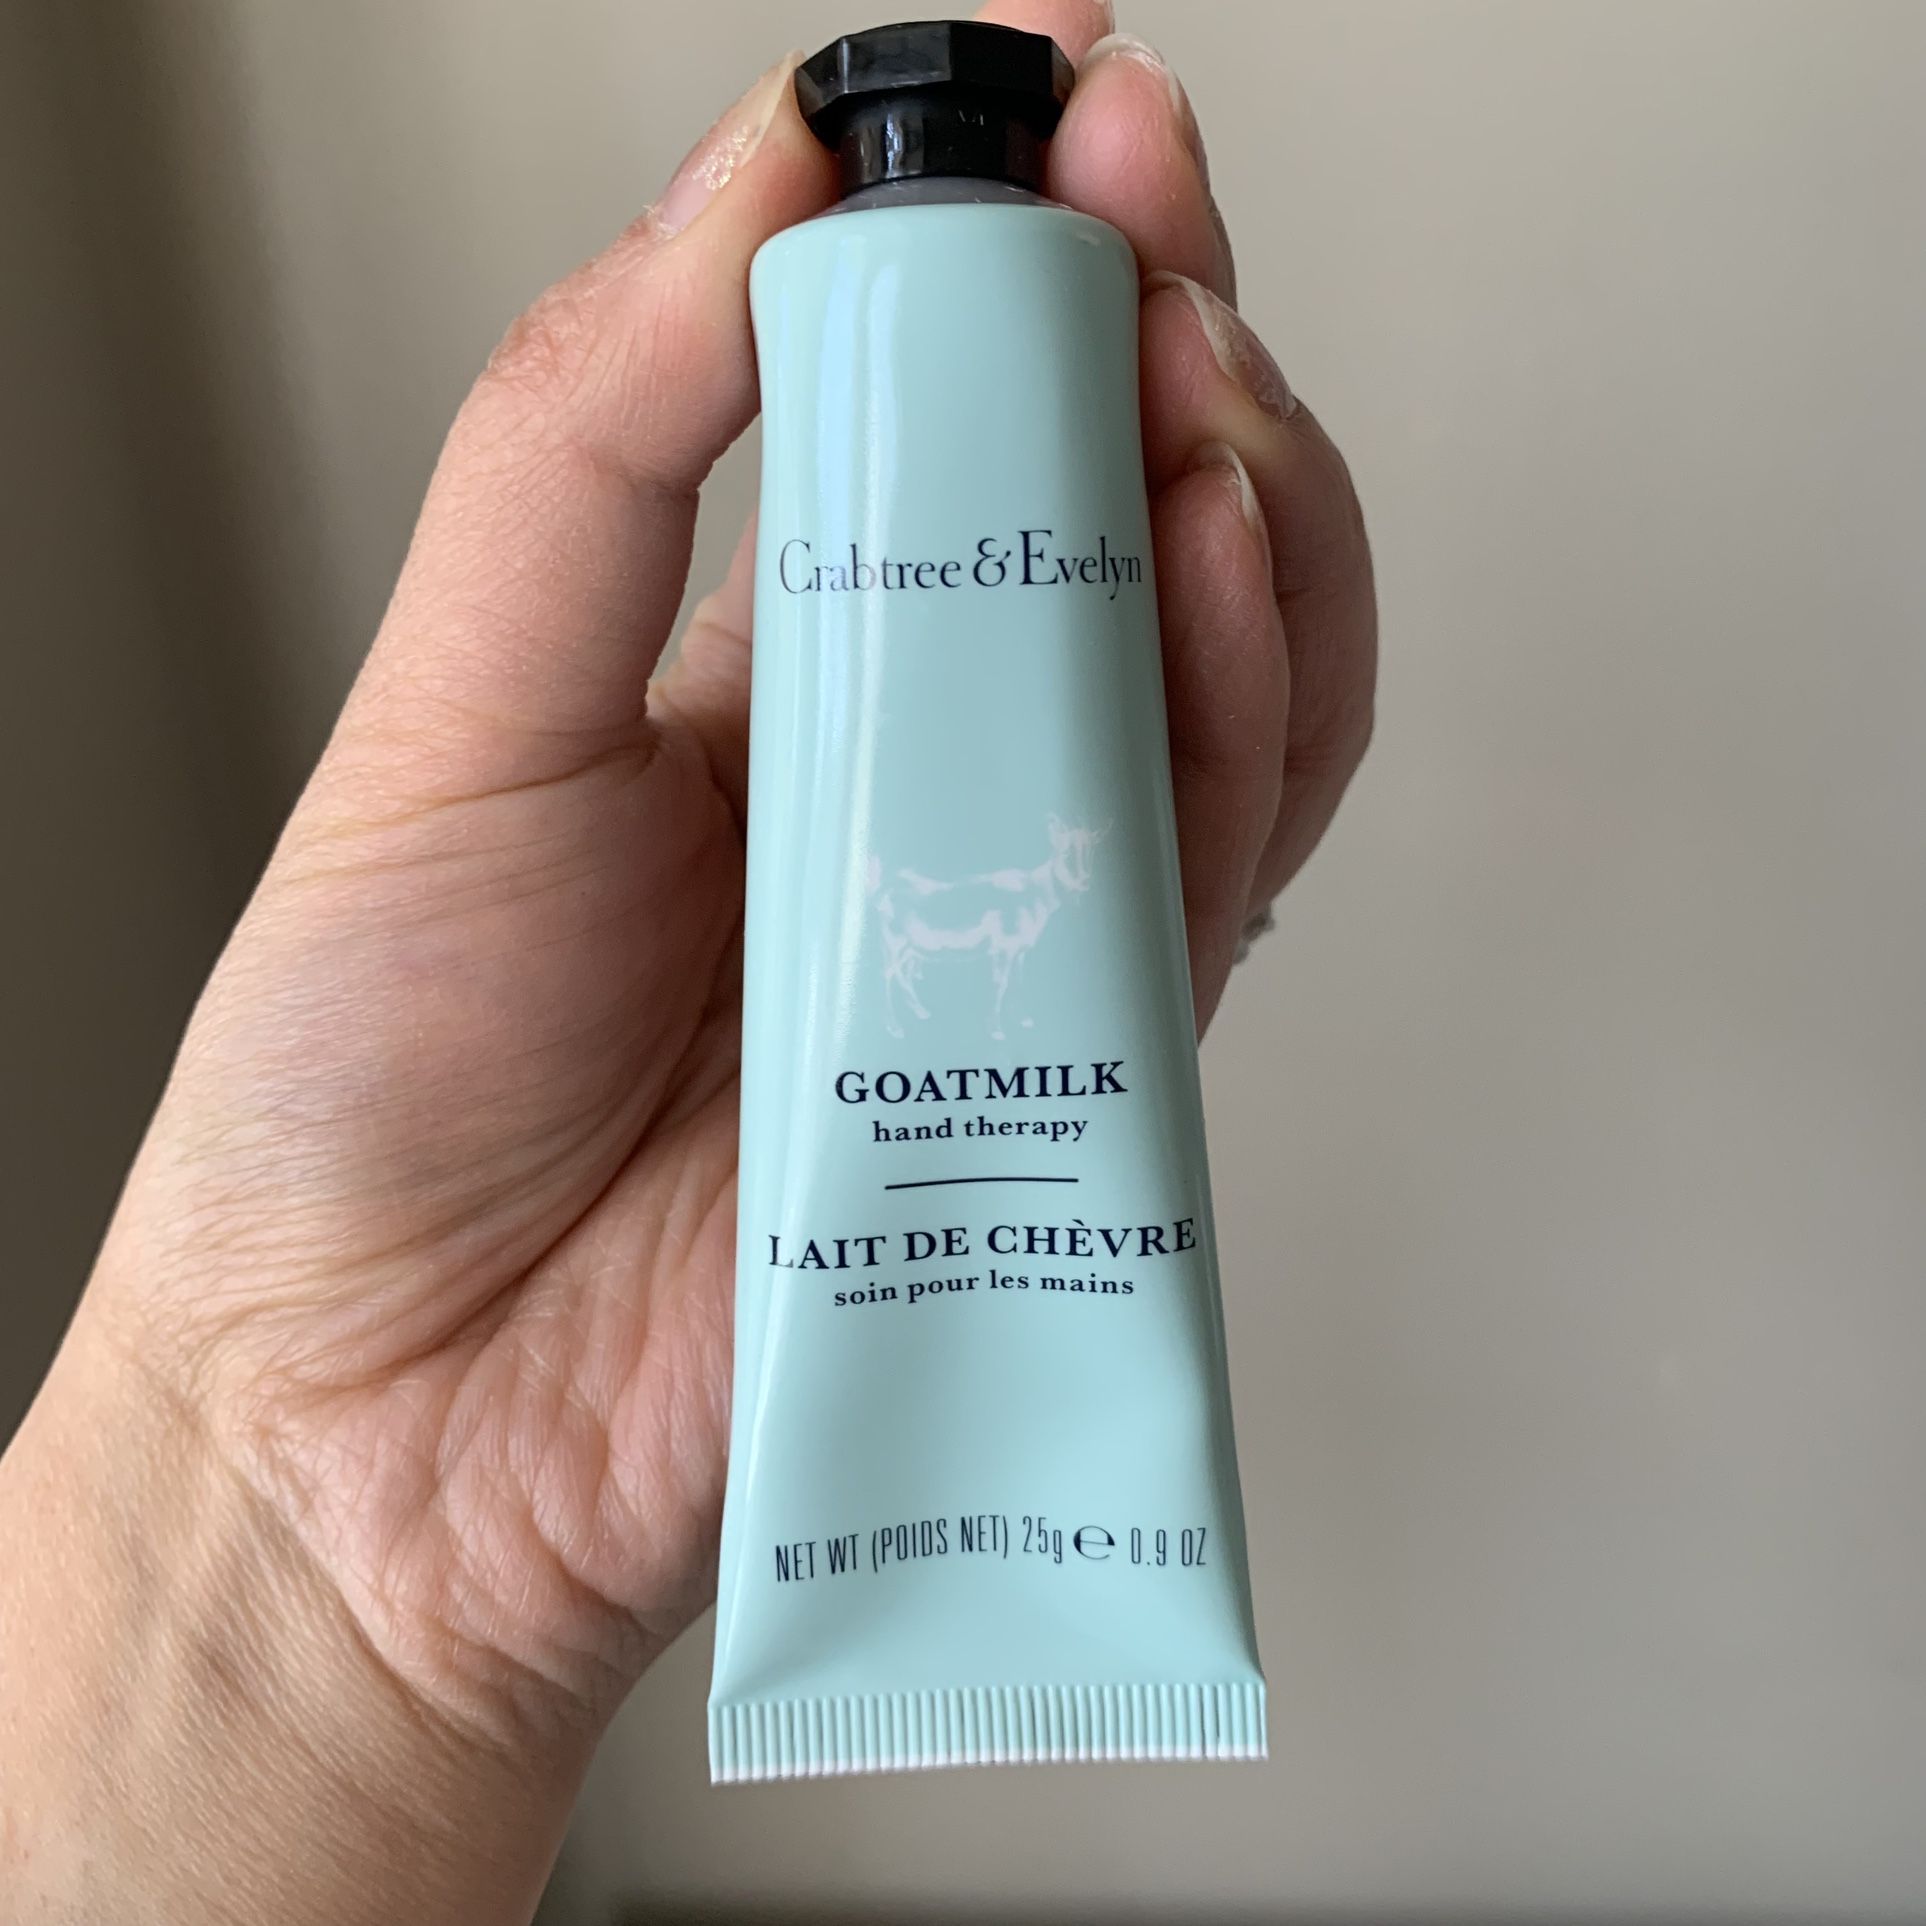 Crabtree & Evelyn
GOATMILK
hand therapy
LAIT DE CHÈVRE
soin pour les mains
NET WT (POIDS NET) 25g ℮ 0.9 OZ